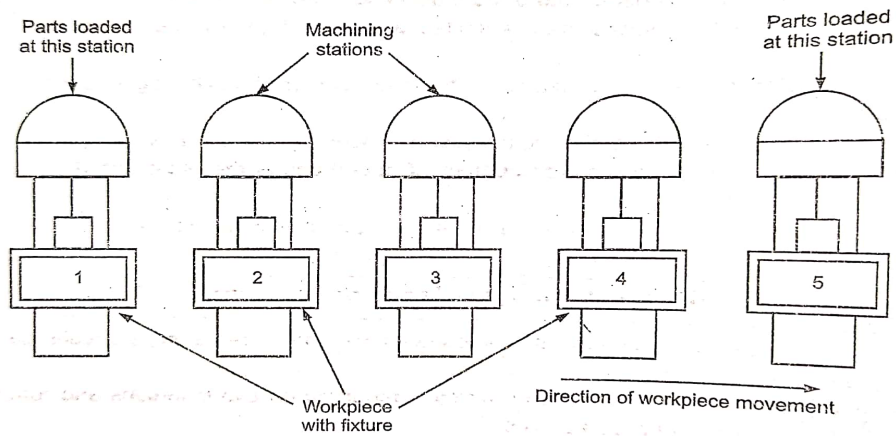 Parts loaded
at this station
Machining
stations
Parts loaded
at this station
1
2
3
4
5
Workpiece
with fixture
Direction of workpiece movement